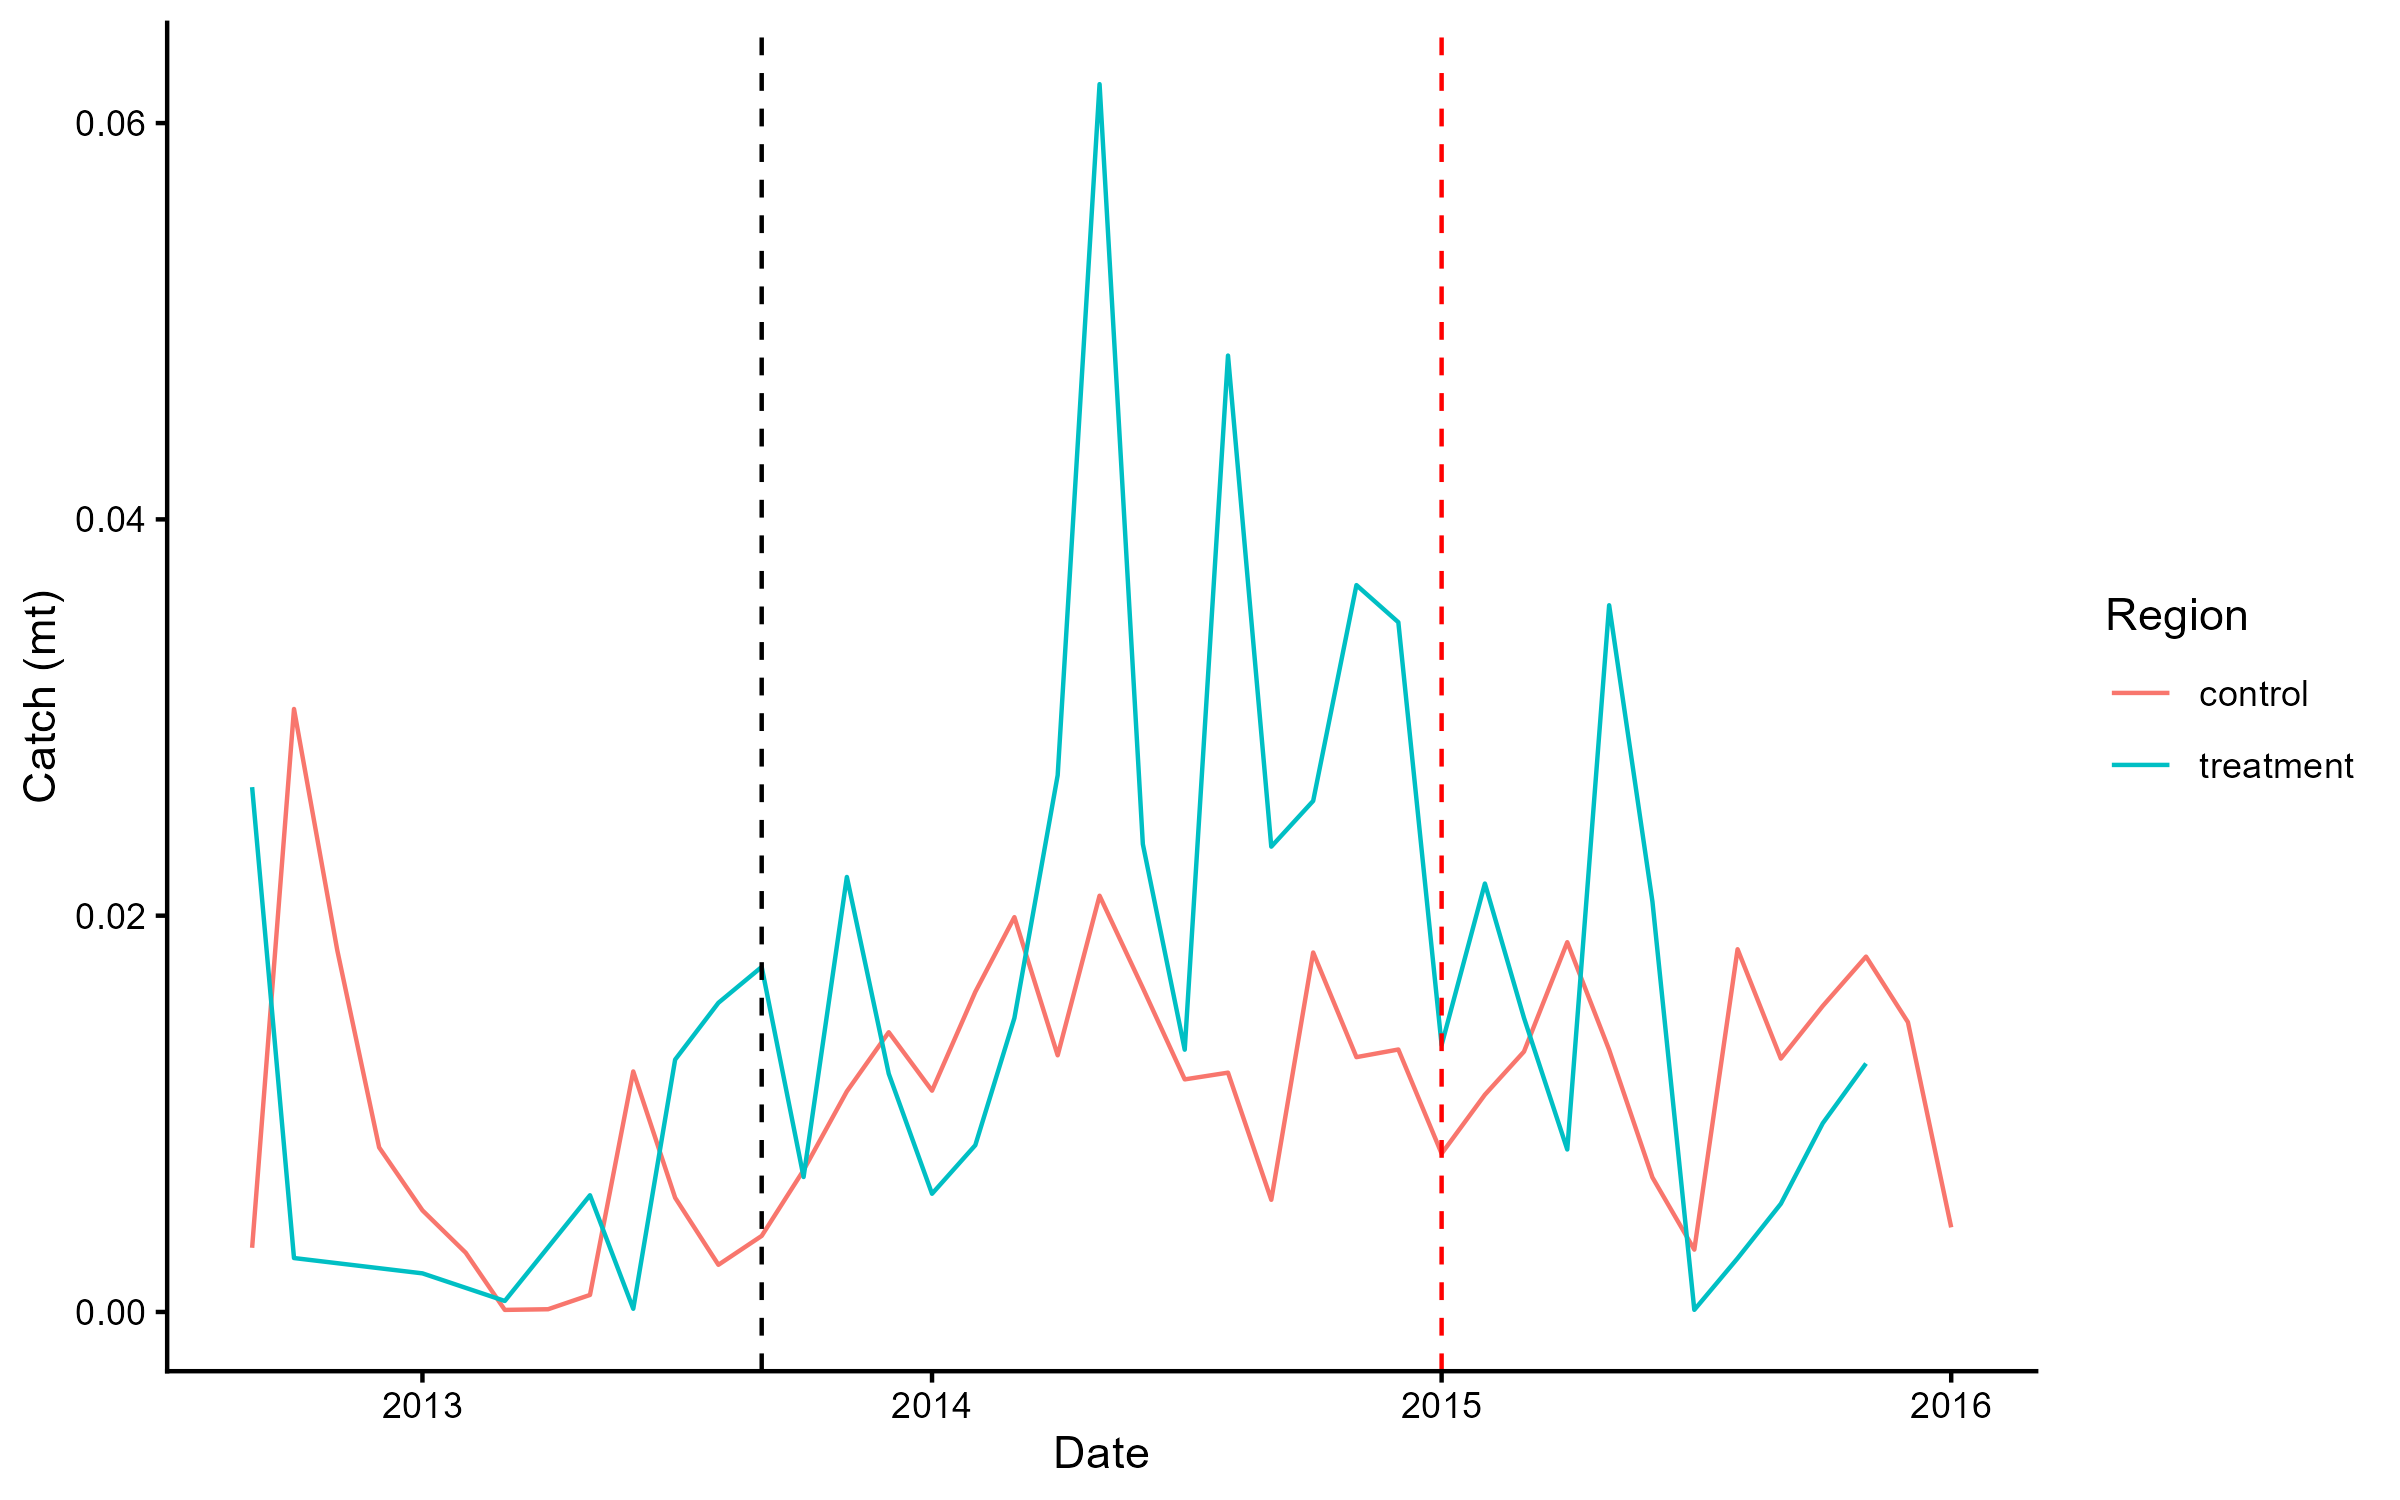 0.06
0.04
0.02
0.00
Catch (mt)
2013 2014 2015 2016
Date
Region
control
treatment